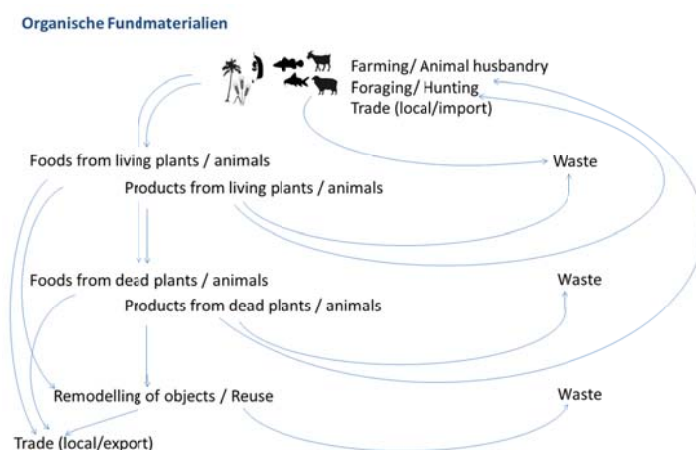 Organische Fundmaterialien
Farming/ Animal husbandry
Foraging/ Hunting
Trade (local/import)
Foods from living plants / animals
Waste
Products from living plants / animals
Foods from dead plants / animals
Waste
Products from dead plants / animals
Remodelling of objects / Reuse
Waste
Trade (local/export)